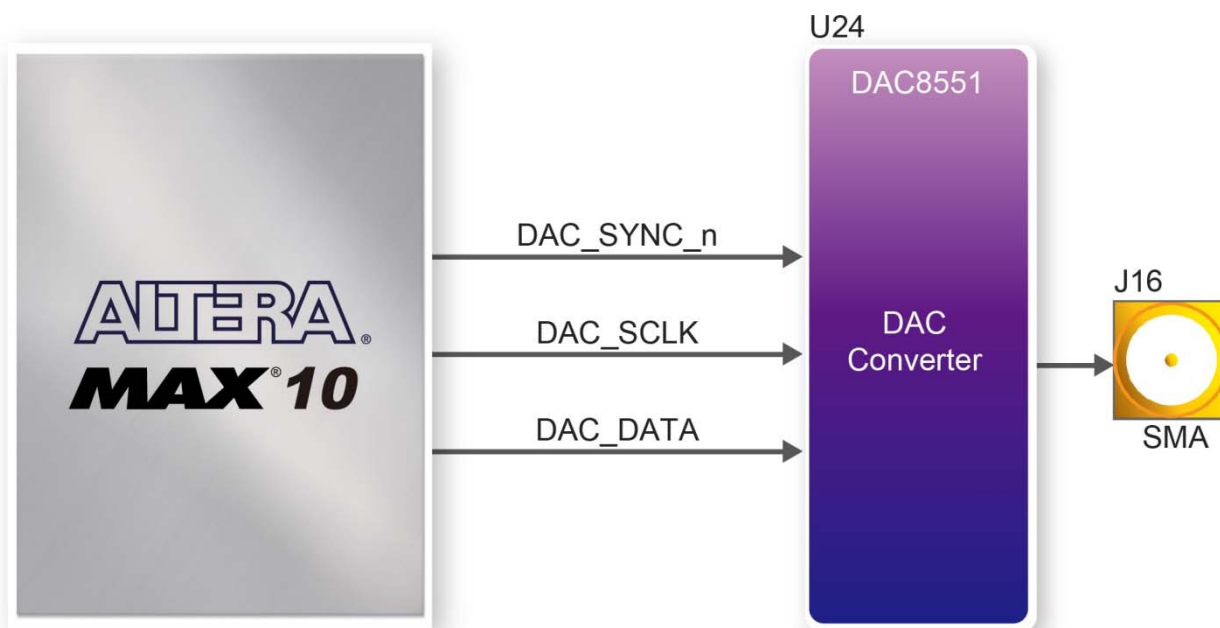 U24
DAC8551
DAC_SYNC_n
DAC_SCLK
DAC_DATA
ALTERA®
MAX®10
DAC
Converter
J16
SMA